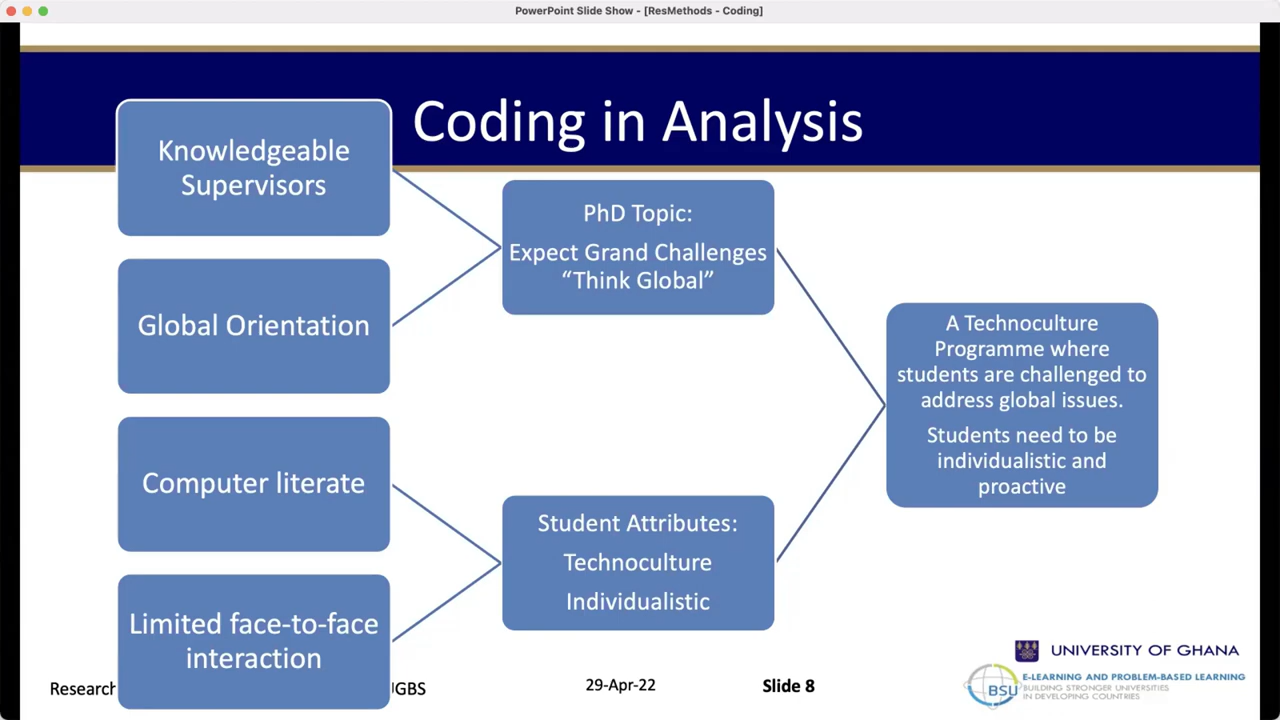 PowerPoint Slide Show - [ResMethods - Coding]
Coding in Analysis
Knowledgeable
Supervisors
Global Orientation
Computer literate
Limited face-to-face
interaction
PhD Topic:
Expect Grand Challenges
“Think Global”
Student Attributes:
Technoculture
Individualistic
A Technoculture
Programme where
students are challenged to
address global issues.
Students need to be
individualistic and
proactive
UNIVERSITY OF GHANA
BSU
E-LEARNING AND PROBLEM-BASED LEARNING
BUILDING STRONGER UNIVERSITIES
IN DEVELOPING COUNTRIES
Research
29-Apr-22
Slide 8